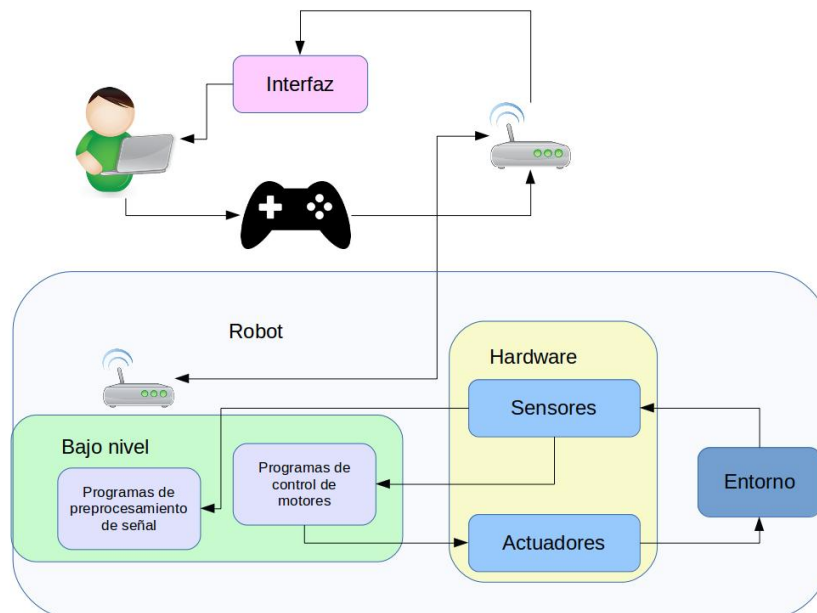 Interfaz
Robot
Hardware
Sensores
Bajo nivel
Programas de
control de
motores
Programas de
preprocesamiento
de señal
Entorno
Actuadores